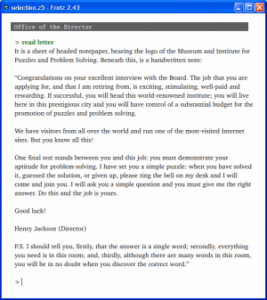 selection.z5 - Fretz 2.43
Office of the Director
> read letter
It is a sheet of headed notepaper, bearing the logo of the Museum and Institute for
Puzzles and Problem Solving. Beneath this, is a handwritten note:
"Congratulations on your excellent interview with the Board. The job that you are
applying for, and that I am retiring from, is exciting, stimulating, well-paid and
rewarding. If successful, you will head this world-renowned institute; you will live
here in this prestigious city and you will have control of a substantial budget for the
promotion of puzzles and problem solving.
We have visitors from all over the world and run one of the most-visited Internet
sites. But you know all this!
One final test stands between you and this job: you must demonstrate your
aptitude for problem-solving. I have set you a simple puzzle: when you have solved
it, guessed the solution, or given up, please ring the bell on my desk and I will
come and join you. I will ask you a simple question and you must give me the right
answer. Do this and the job is yours.
Good luck!
Henry Jackson (Director)
P.S. I should tell you, firstly, that the answer is a single word; secondly, everything
you need is in this room; and, thirdly, although there are many words in this room,
you will be in no doubt when you discover the correct word."
>